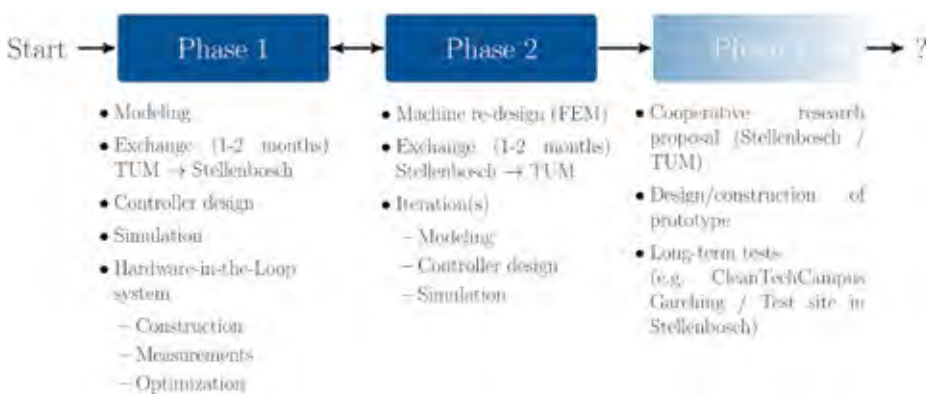 Start
Phase 1
Phase 2
Phase
?
• Modeling
• Exchange (1-2 months)
TUM → Stellenbosch
• Controller design
• Simulation
• Hardware-in-the-Loop
system
– Construction
– Measurements
– Optimization
• Machine re-design (FEM)
• Exchange (1-2 months)
Stellenbosch → TUM
• Iteration(s)
– Modeling
– Controller design
– Simulation
• Cooperative research
proposal (Stellenbosch /
TUM)
• Design/construction of
prototype
• Long-term tests
(e.g. CleanTechCampus
Garching / Test site in
Stellenbosch)